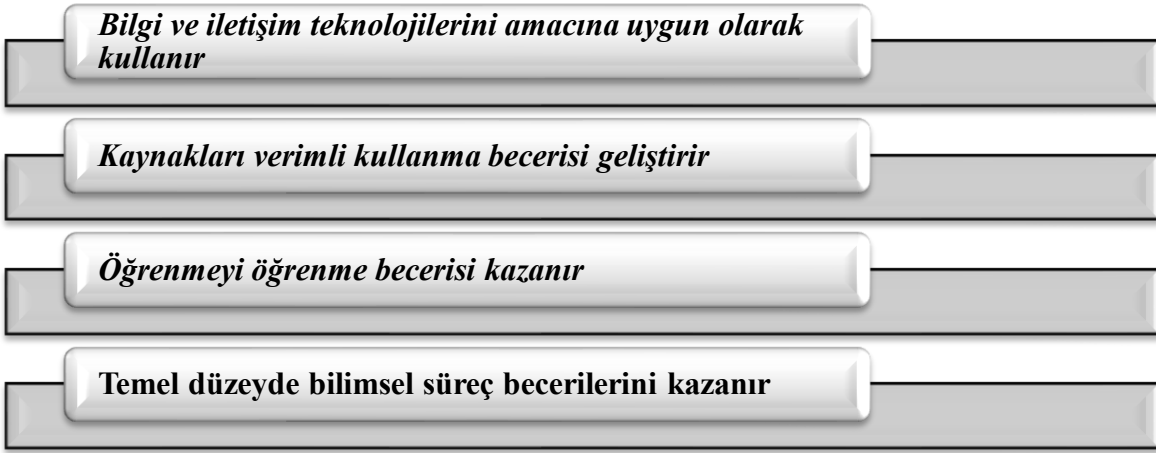 Bilgi ve iletişim teknolojilerini amacına uygun olarak
kullanır
Kaynakları verimli kullanma becerisi geliştirir
Öğrenmeyi öğrenme becerisi kazanır
Temel düzeyde bilimsel süreç becerilerini kazanır